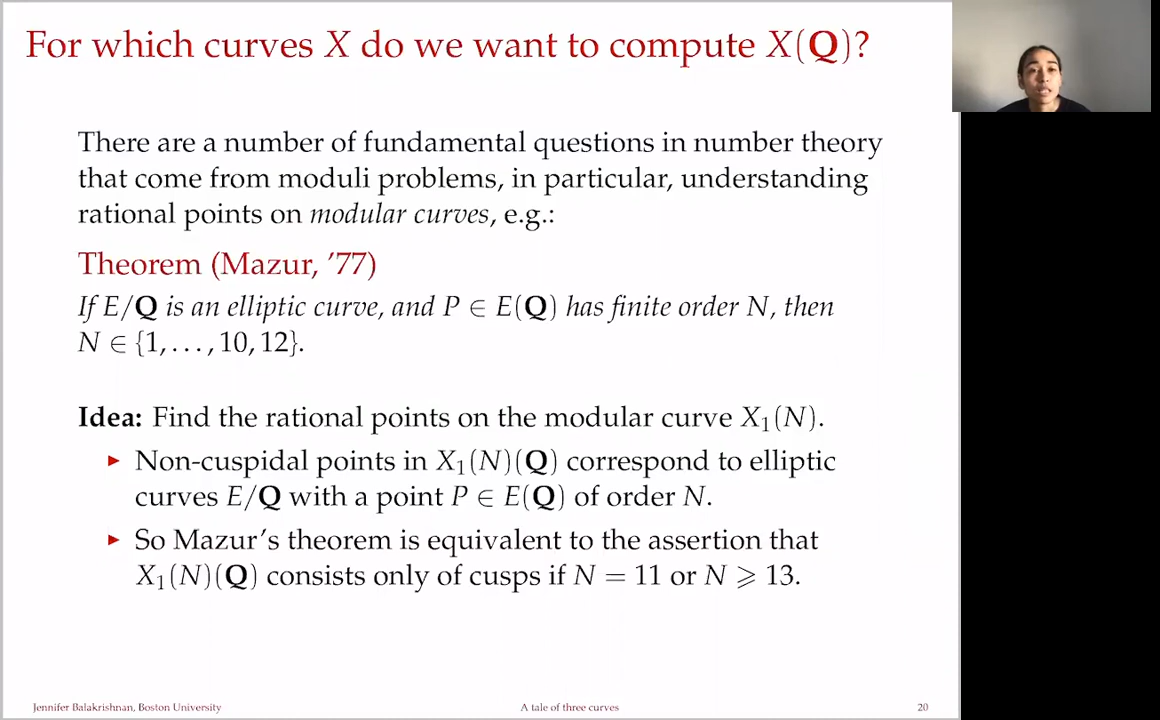 For which curves X do we want to compute X(Q)?
There are a number of fundamental questions in number theory
that come from moduli problems, in particular, understanding
rational points on modular curves, e.g.:
Theorem (Mazur, ’77)
If E/Q is an elliptic curve, and P ∈ E(Q) has finite order N, then
N ∈ {1, . . . , 10, 12}.
Idea: Find the rational points on the modular curve X₁(N).
▶ Non-cuspidal points in X₁(N)(Q) correspond to elliptic
curves E/Q with a point P ∈ E(Q) of order N.
▶ So Mazur’s theorem is equivalent to the assertion that
X₁(N)(Q) consists only of cusps if N = 11 or N ⩾ 13.
Jennifer Balakrishnan, Boston University
A tale of three curves
20